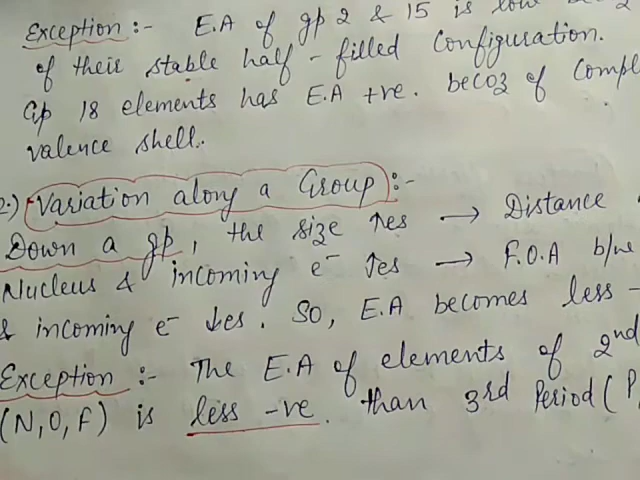 Exception :- E.A of gp 2 & 15 is low
of their stable half - filled Configuration.
Gp 18 elements has E.A +ve. becoz of Compl
valence shell.
2.) Variation along a Group :-
Down a gp, the size ↑es → Distance
Nucleus & incoming e⁻ ↑es → F.O.A b/w
& incoming e⁻ ↓es. So, E.A becomes less -
Exception :- The E.A of elements of 2nd
(N, O, F) is less -ve. than 3rd Period (P,